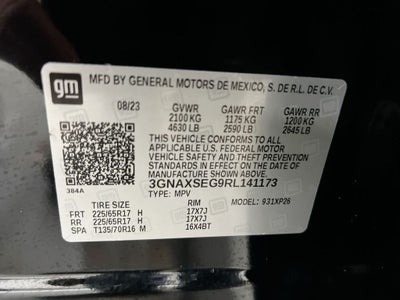 gm
MFD BY GENERAL MOTORS DE MEXICO, S. DE R.L. DE C.V.
08/23 GVWR GAWR FRT GAWR RR
2100 KG 1175 KG 1200 KG
4630 LB 2590 LB 2645 LB
THIS VEHICLE CONFORMS TO ALL
APPLICABLE U.S. FEDERAL MOTOR
VEHICLE SAFETY AND THEFT PREVENTION
STANDARDS IN EFFECT ON THE DATE OF
MANUFACTURE SHOWN ABOVE.
3GNAXSEG9RL141173
384A TYPE: MPV
TIRE SIZE RIM MODEL: 931XP26
FRT 225/65R17 H 17X7J
RR 225/65R17 H 17X7J
SPA T135/70R16 M 16X4BT